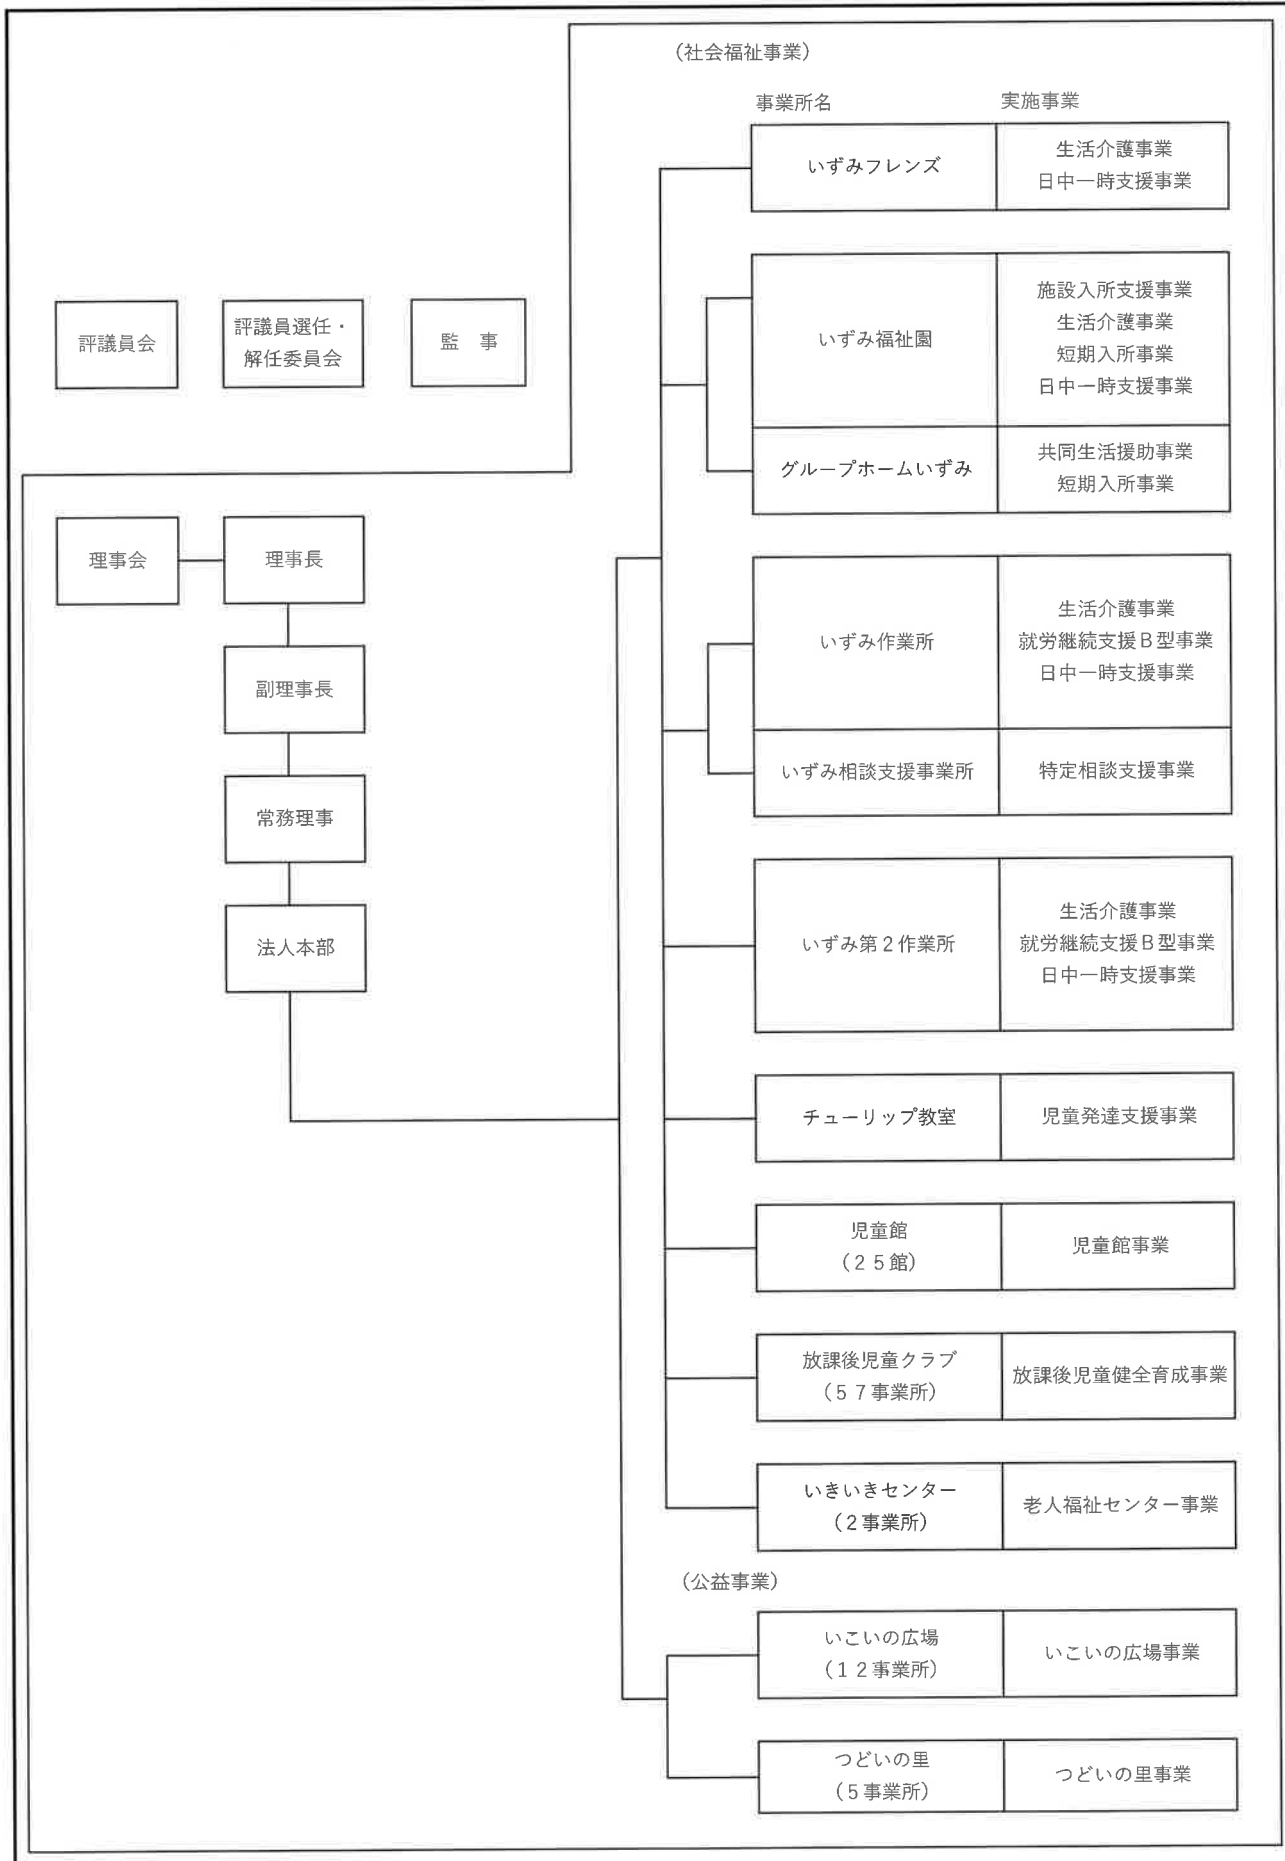 （社会福祉事業）
事業所名 実施事業
いずみフレンズ
生活介護事業
日中一時支援事業
評議員会
評議員選任・
解任委員会
監　事
いずみ福祉園
施設入所支援事業
生活介護事業
短期入所事業
日中一時支援事業
グループホームいずみ
共同生活援助事業
短期入所事業
理事会
理事長
副理事長
常務理事
法人本部
いずみ作業所
生活介護事業
就労継続支援Ｂ型事業
日中一時支援事業
いずみ相談支援事業所
特定相談支援事業
いずみ第２作業所
生活介護事業
就労継続支援Ｂ型事業
日中一時支援事業
チューリップ教室
児童発達支援事業
児童館
（２５館）
児童館事業
放課後児童クラブ
（５７事業所）
放課後児童健全育成事業
いきいきセンター
（２事業所）
老人福祉センター事業
（公益事業）
いこいの広場
（１２事業所）
いこいの広場事業
つどいの里
（５事業所）
つどいの里事業